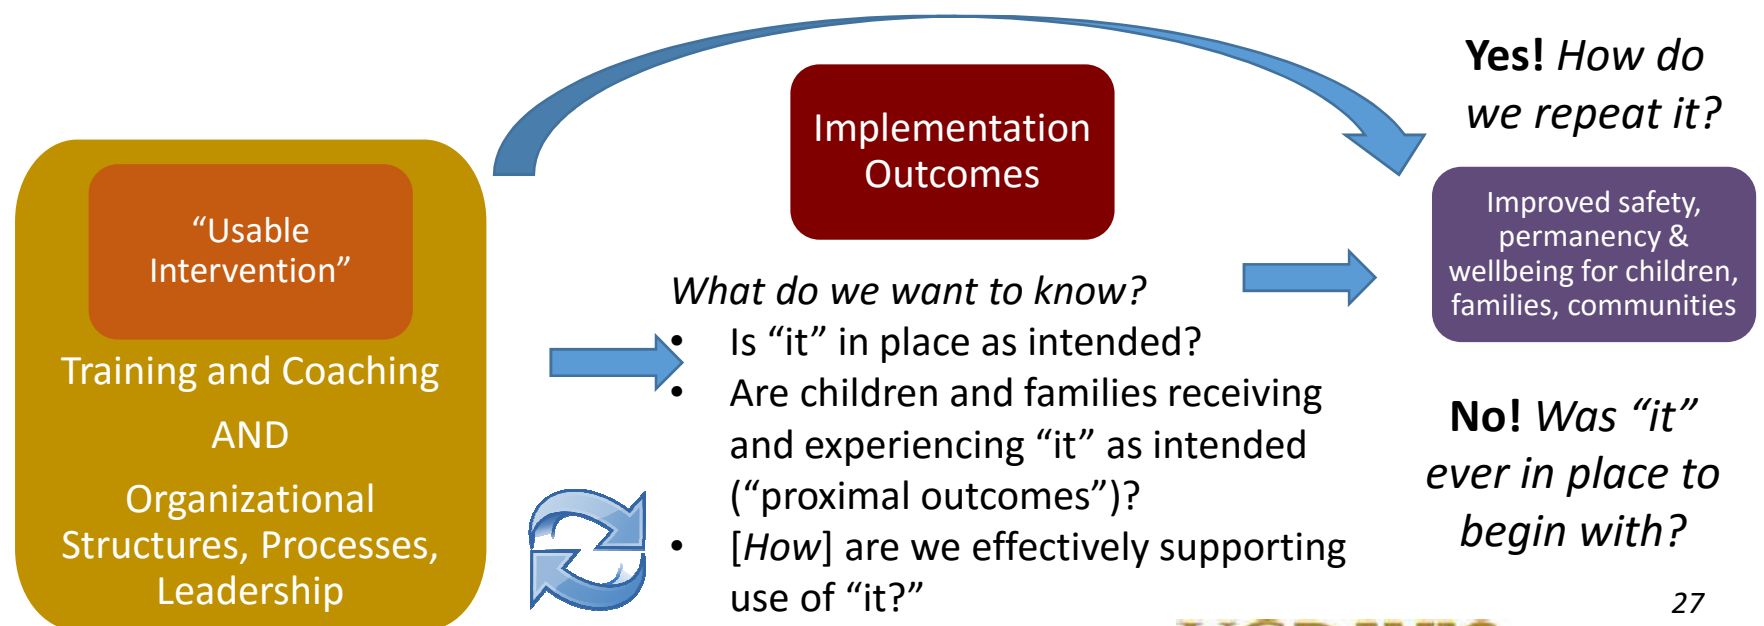 “Usable
Intervention”
Training and Coaching
AND
Organizational
Structures, Processes,
Leadership
Implementation
Outcomes
What do we want to know?
• Is “it” in place as intended?
• Are children and families receiving
and experiencing “it” as intended
(“proximal outcomes”)?
• [How] are we effectively supporting
use of “it?”
Yes! How do
we repeat it?
Improved safety,
permanency &
wellbeing for children,
families, communities
No! Was “it”
ever in place to
begin with?
27